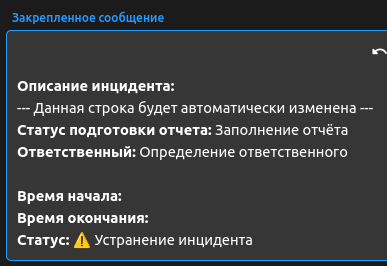 Закрепленное сообщение
Описание инцидента:
--- Данная строка будет автоматически изменена ---
Статус подготовки отчета: Заполнение отчёта
Ответственный: Определение ответственного
Время начала:
Время окончания:
Статус: ⚠️ Устранение инцидента